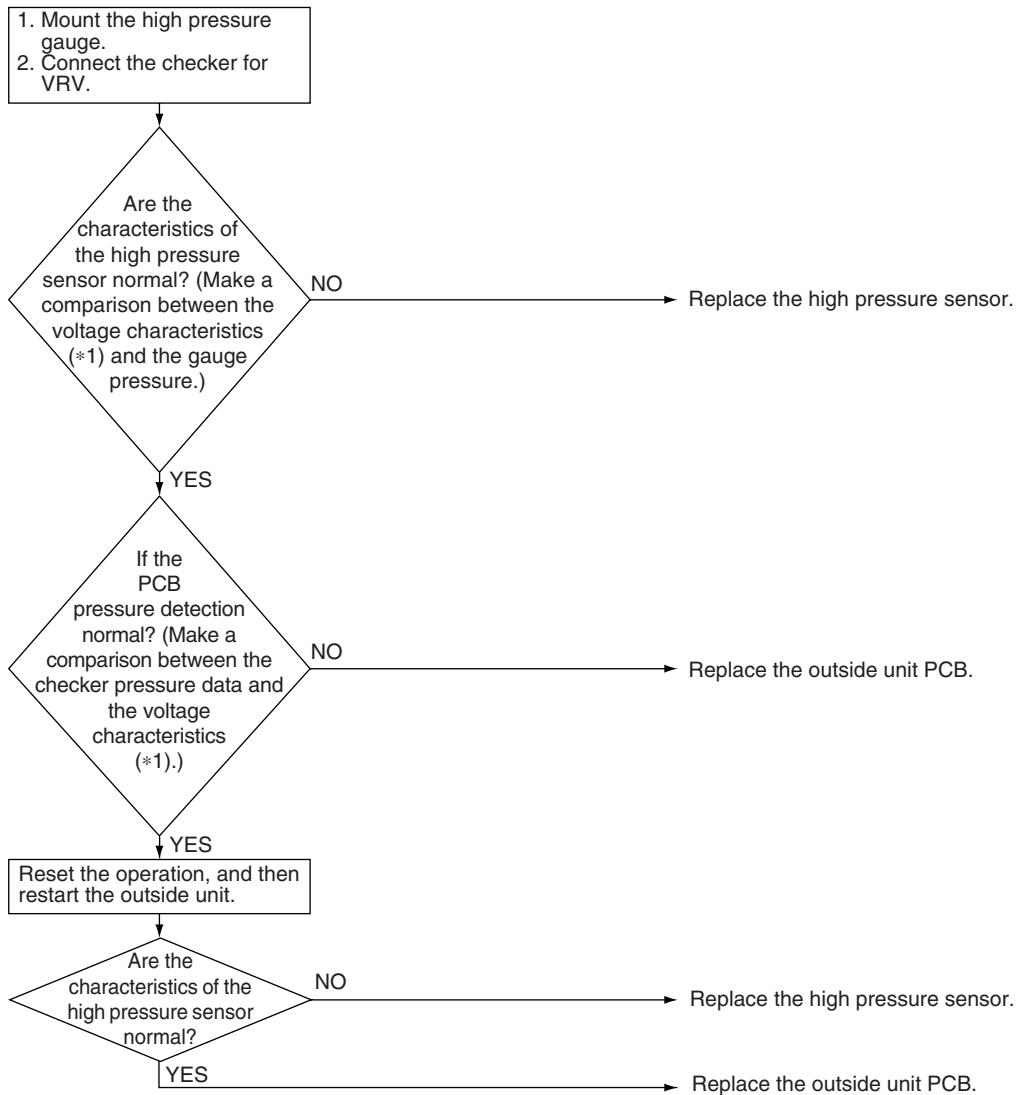 1. Mount the high pressure
gauge.
2. Connect the checker for
VRV.
Are the
characteristics of
the high pressure
sensor normal? (Make a
comparison between the
voltage characteristics
(*1) and the gauge
pressure.)
NO
Replace the high pressure sensor.
YES
If the
PCB
pressure detection
normal? (Make a
comparison between the
checker pressure data and
the voltage
characteristics
(*1).)
NO
Replace the outside unit PCB.
YES
Reset the operation, and then
restart the outside unit.
Are the
characteristics of the
high pressure sensor
normal?
NO
Replace the high pressure sensor.
YES
Replace the outside unit PCB.